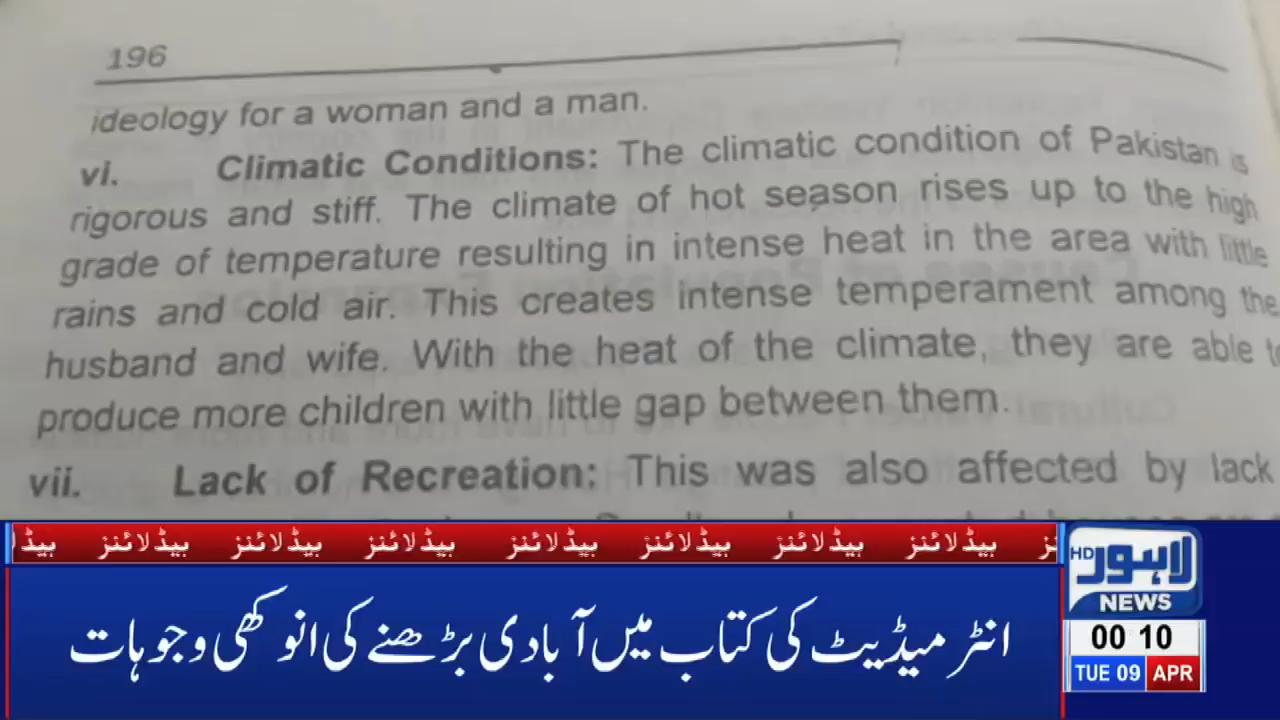 196
ideology for a woman and a man.
vi. Climatic Conditions: The climatic condition of Pakistan is
rigorous and stiff. The climate of hot season rises up to the high
grade of temperature resulting in intense heat in the area with little
rains and cold air. This creates intense temperament among the
husband and wife. With the heat of the climate, they are able to
produce more children with little gap between them.
vii. Lack of Recreation: This was also affected by lack
ہیڈلائنز ہیڈلائنز ہیڈلائنز ہیڈلائنز ہیڈلائنز ہیڈلائنز ہیڈلائنز
انٹرمیڈیٹ کی کتاب میں آبادی بڑھنے کی انوکھی وجوہات
HD
لاہور
NEWS
00 10
TUE 09 APR